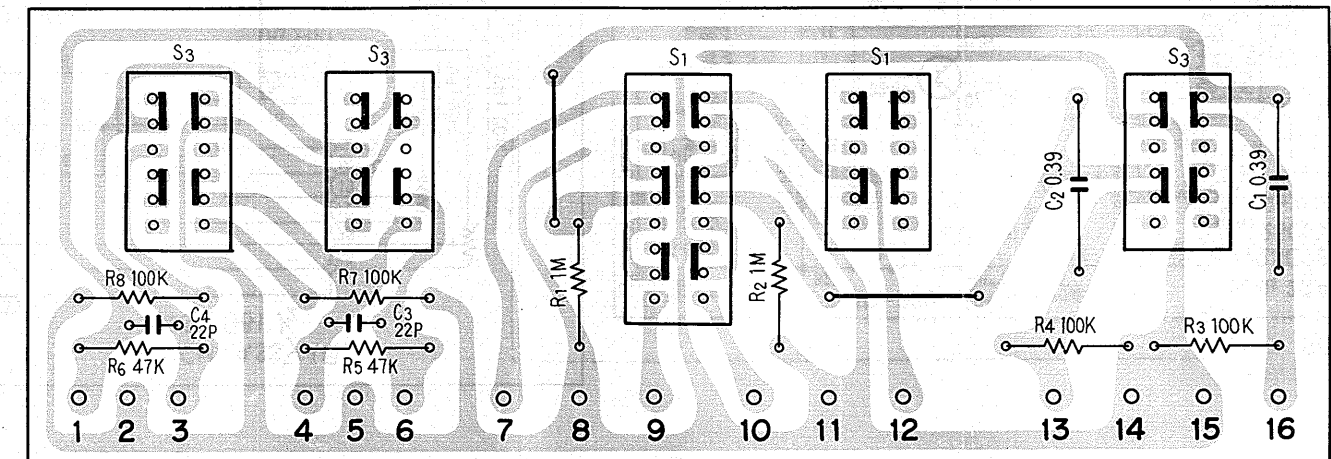 S3 S3 S1 S1 S3
C2 0.39
C1 0.39
R1 1M
R2 1M
R8 100K
C4
22P
R6 47K
R7 100K
C3
22P
R5 47K
R4 100K
R3 100K
1 2 3 4 5 6 7 8 9 10 11 12 13 14 15 16